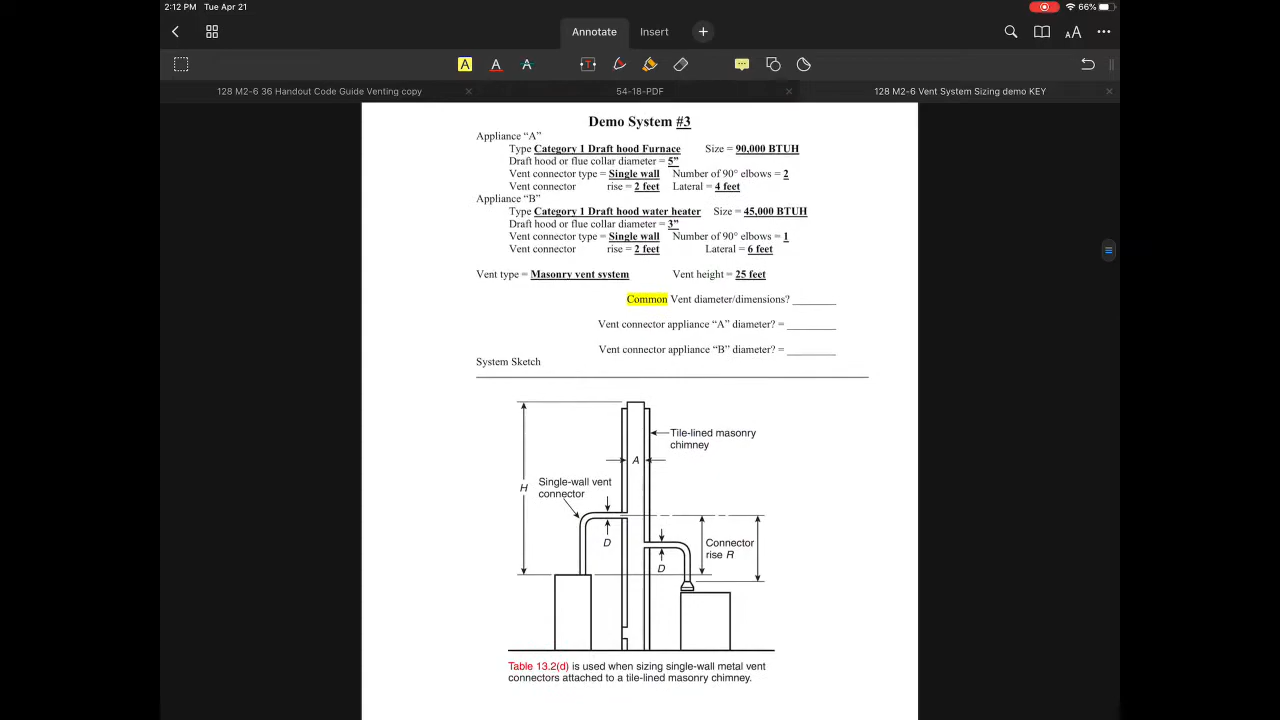 2:12 PM Tue Apr 21 66%
Annotate Insert
A A A T
128 M2-6 36 Handout Code Guide Venting copy 54-18-PDF 128 M2-6 Vent System Sizing demo KEY
Demo System #3
Appliance “A”
Type Category 1 Draft hood Furnace Size = 90,000 BTUH
Draft hood or flue collar diameter = 5”
Vent connector type = Single wall Number of 90° elbows = 2
Vent connector rise = 2 feet Lateral = 4 feet
Appliance “B”
Type Category 1 Draft hood water heater Size = 45,000 BTUH
Draft hood or flue collar diameter = 3”
Vent connector type = Single wall Number of 90° elbows = 1
Vent connector rise = 2 feet Lateral = 6 feet
Vent type = Masonry vent system Vent height = 25 feet
Common Vent diameter/dimensions? ________
Vent connector appliance “A” diameter? = ________
Vent connector appliance “B” diameter? = ________
System Sketch
Tile-lined masonry
chimney
A
Single-wall vent
connector
H
D
Connector
rise R
D
Table 13.2(d) is used when sizing single-wall metal vent
connectors attached to a tile-lined masonry chimney.